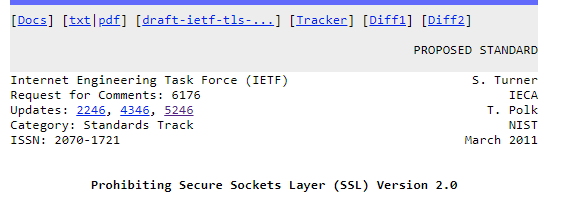 [Docs] [txt|pdf] [draft-ietf-tls-...] [Tracker] [Diff1] [Diff2]
PROPOSED STANDARD
Internet Engineering Task Force (IETF) S. Turner
Request for Comments: 6176 IECA
Updates: 2246, 4346, 5246 T. Polk
Category: Standards Track NIST
ISSN: 2070-1721 March 2011
Prohibiting Secure Sockets Layer (SSL) Version 2.0